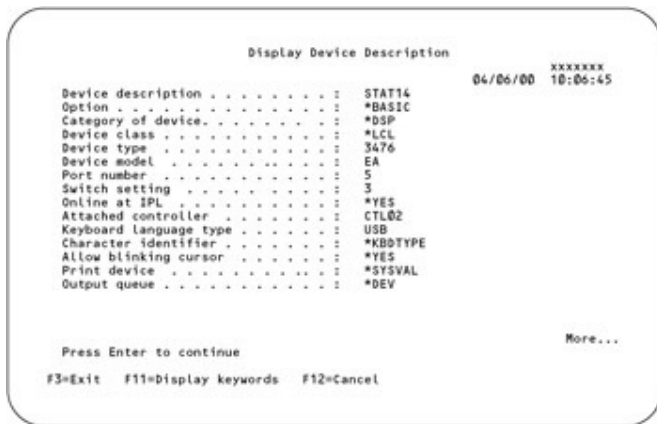 Display Device Description
xxxxxxx
04/06/00 10:06:45
Device description . . . . . . . . : STAT14
Option . . . . . . . . . . . . . . : *BASIC
Category of device. . . . . . . . : *DSP
Device class . . . . . . . . . . . : *LCL
Device type . . . . . . . . . . . : 3476
Device model . . . . . .. . . . . : EA
Port number . . . . . . . . . . . : 5
Switch setting . . . . . . . . . : 3
Online at IPL . . . . . . . . . . : *YES
Attached controller . . . . . . . : CTL02
Keyboard language type . . . . . . : USB
Character identifier . . . . . . . : *KBDTYPE
Allow blinking cursor . . . . . . : *YES
Print device . . . . . . . . .. . : *SYSVAL
Output queue . . . . . . . . . . . : *DEV
More...
Press Enter to continue
F3=Exit F11=Display keywords F12=Cancel